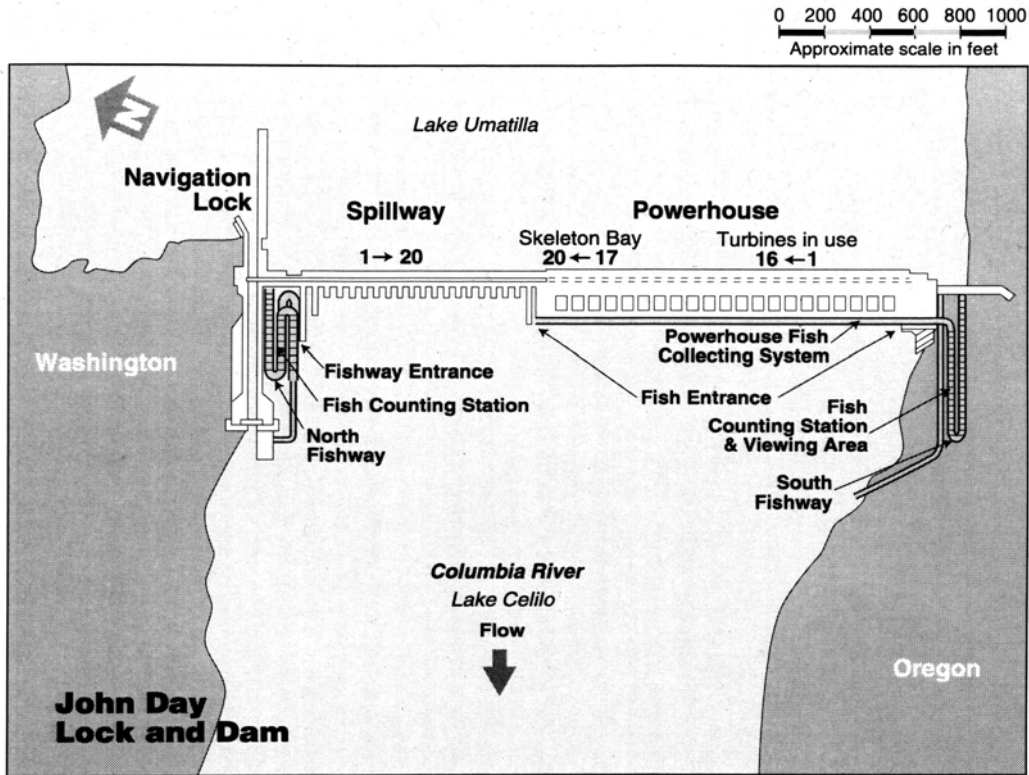 0 200 400 600 800 1000
Approximate scale in feet
N
Lake Umatilla
Navigation
Lock
Spillway
1→20
Powerhouse
Skeleton Bay
20←17
Turbines in use
16←1
Washington
Fishway Entrance
Fish Counting Station
North
Fishway
Powerhouse Fish
Collecting System
Fish Entrance
Fish
Counting Station
& Viewing Area
South
Fishway
Columbia River
Lake Celilo
Flow
Oregon
John Day
Lock and Dam